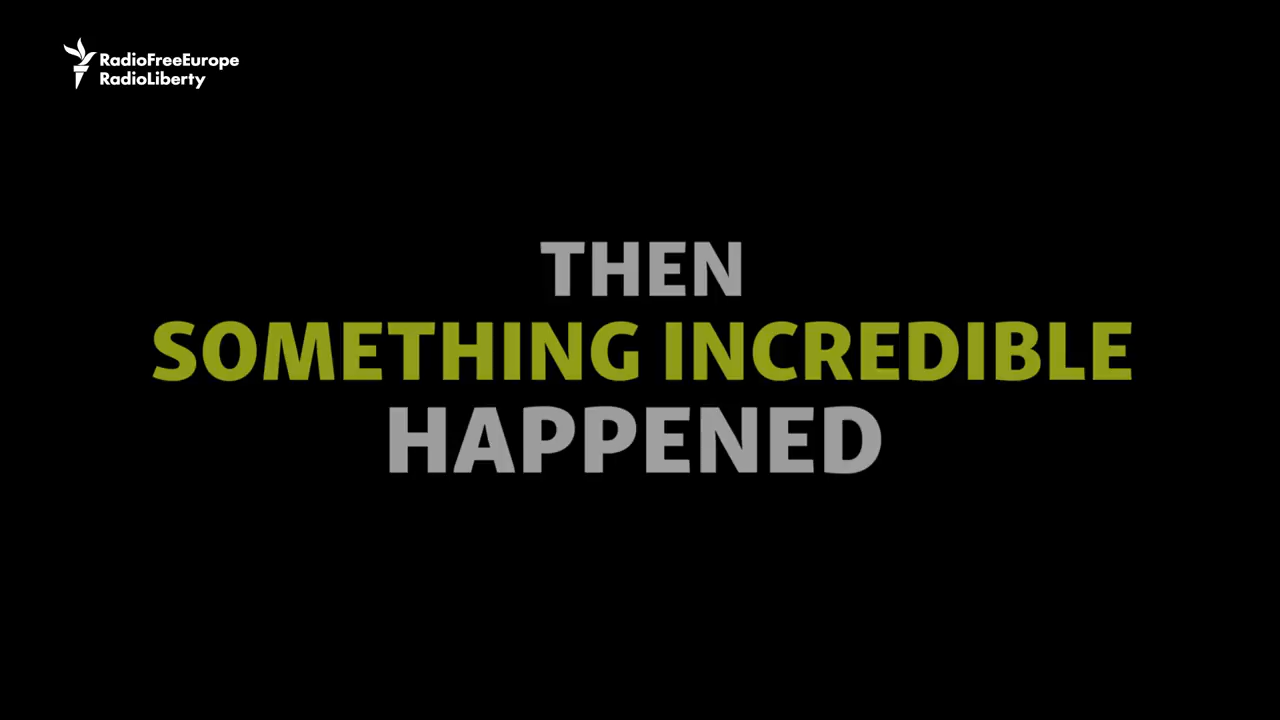 RadioFreeEurope
RadioLiberty
THEN
SOMETHING INCREDIBLE
HAPPENED